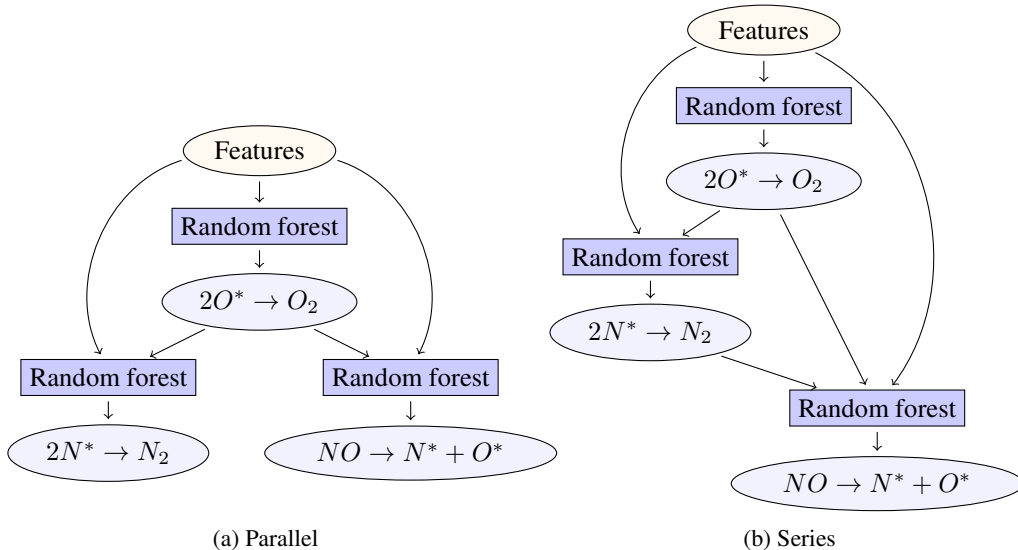 Features
Random forest
2O* → O₂
Random forest
Random forest
2N* → N₂
NO → N* + O*
(a) Parallel
Features
Random forest
2O* → O₂
Random forest
2N* → N₂
Random forest
NO → N* + O*
(b) Series